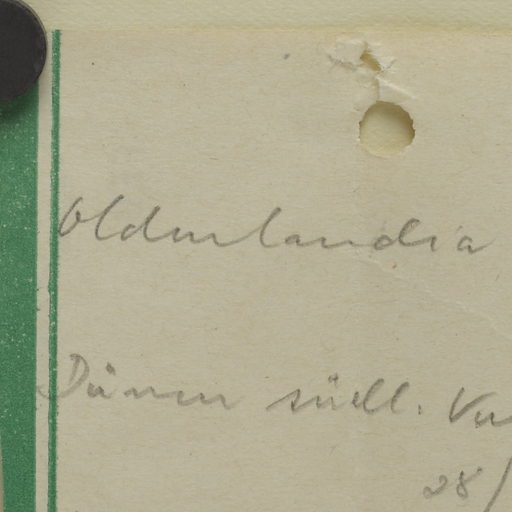 Oldenlandia
Dünen südl. Vu
28/